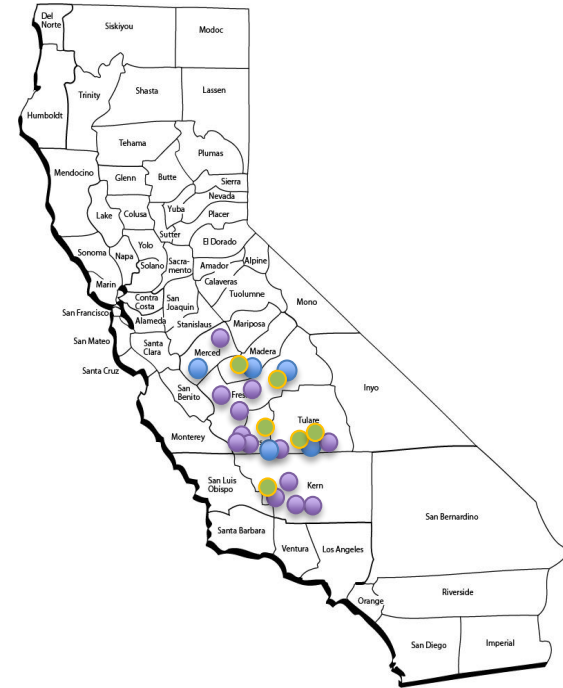 Del
Norte
Siskiyou
Modoc
Humboldt
Trinity
Shasta
Lassen
Tehama
Plumas
Mendocino
Glenn
Butte
Sierra
Nevada
Lake
Colusa
Yuba
Placer
Sutter
El Dorado
Sonoma
Napa
Yolo
Solano
Sacra-
mento
Amador
Alpine
Marin
Calaveras
Tuolumne
Contra
Costa
San
Joaquin
Mono
San Francisco
Alameda
Stanislaus
Mariposa
San Mateo
Santa
Clara
Merced
Madera
Santa Cruz
Inyo
San
Benito
Fres
Monterey
Tulare
San Luis
Obispo
Kern
San Bernardino
Santa Barbara
Ventura
Los Angeles
Orange
Riverside
San Diego
Imperial